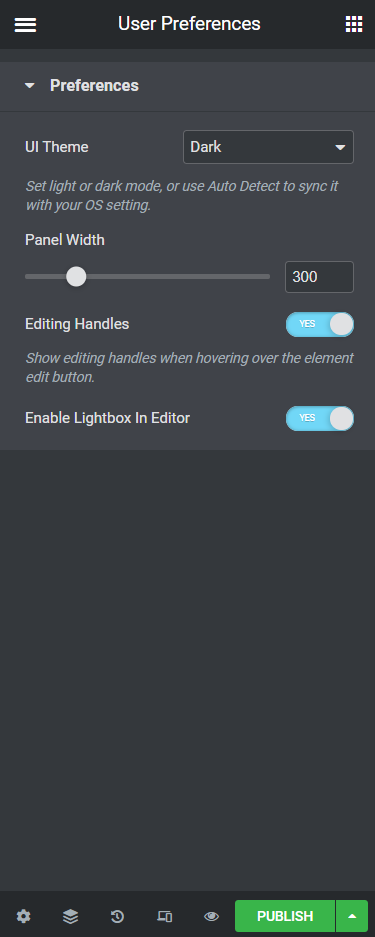 User Preferences
Preferences
UI Theme
Dark
Set light or dark mode, or use Auto Detect to sync it
with your OS setting.
Panel Width
300
Editing Handles
YES
Show editing handles when hovering over the element
edit button.
Enable Lightbox In Editor
YES
PUBLISH